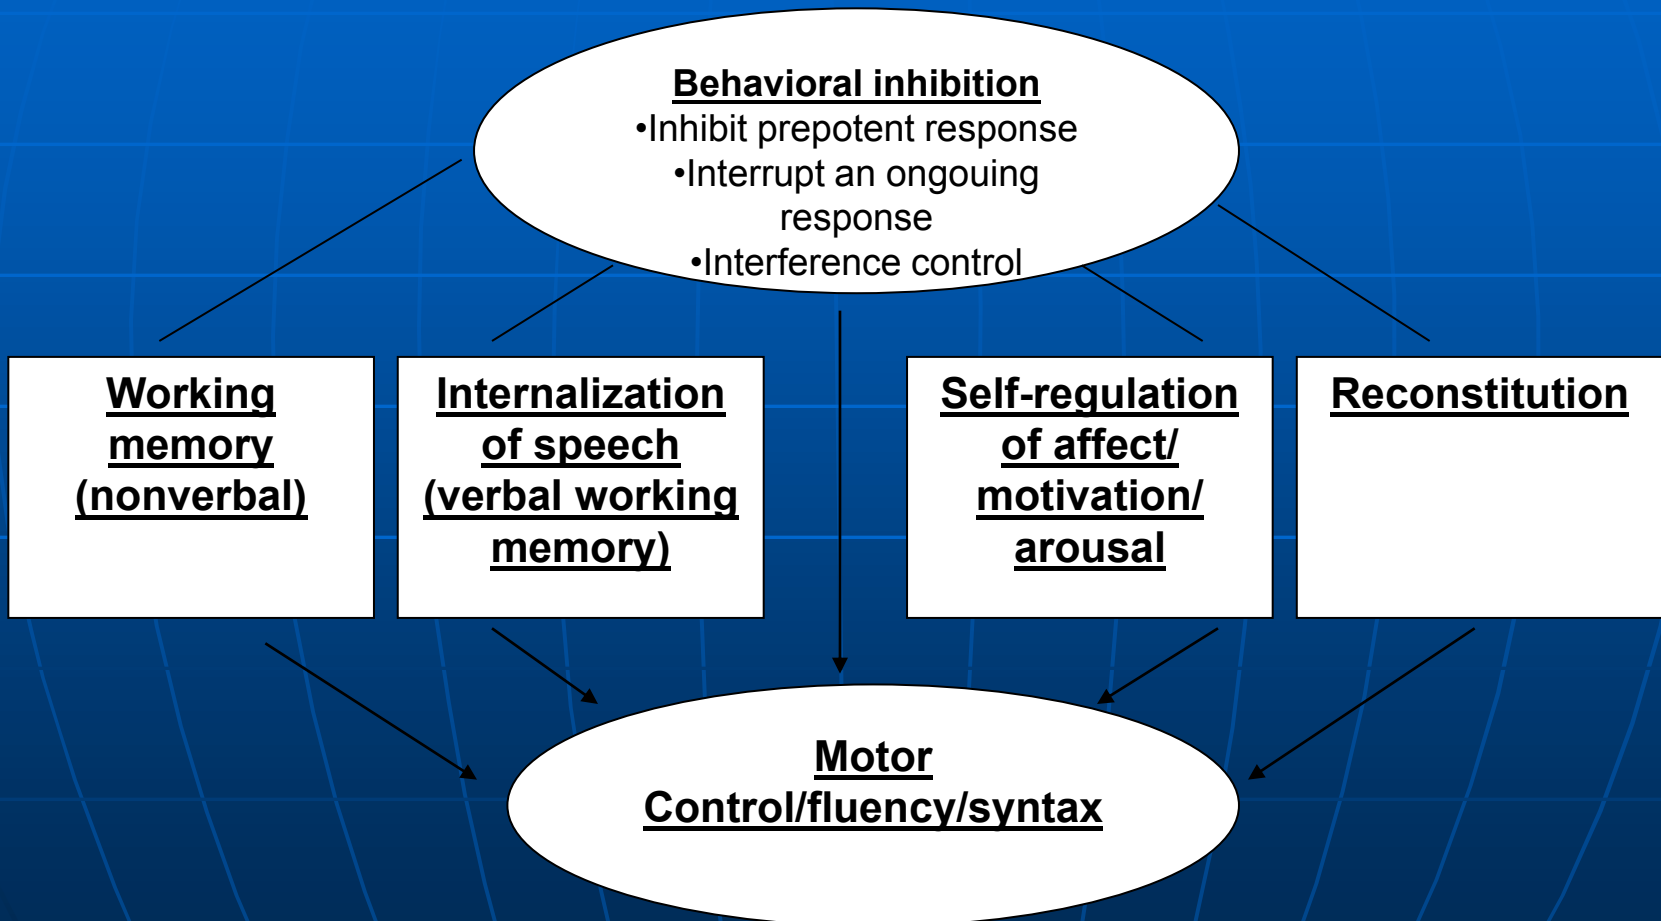 Behavioral inhibition
•Inhibit prepotent response
•Interrupt an ongouing
response
•Interference control
Working
memory
(nonverbal)
Internalization
of speech
(verbal working
memory)
Self-regulation
of affect/
motivation/
arousal
Reconstitution
Motor
Control/fluency/syntax